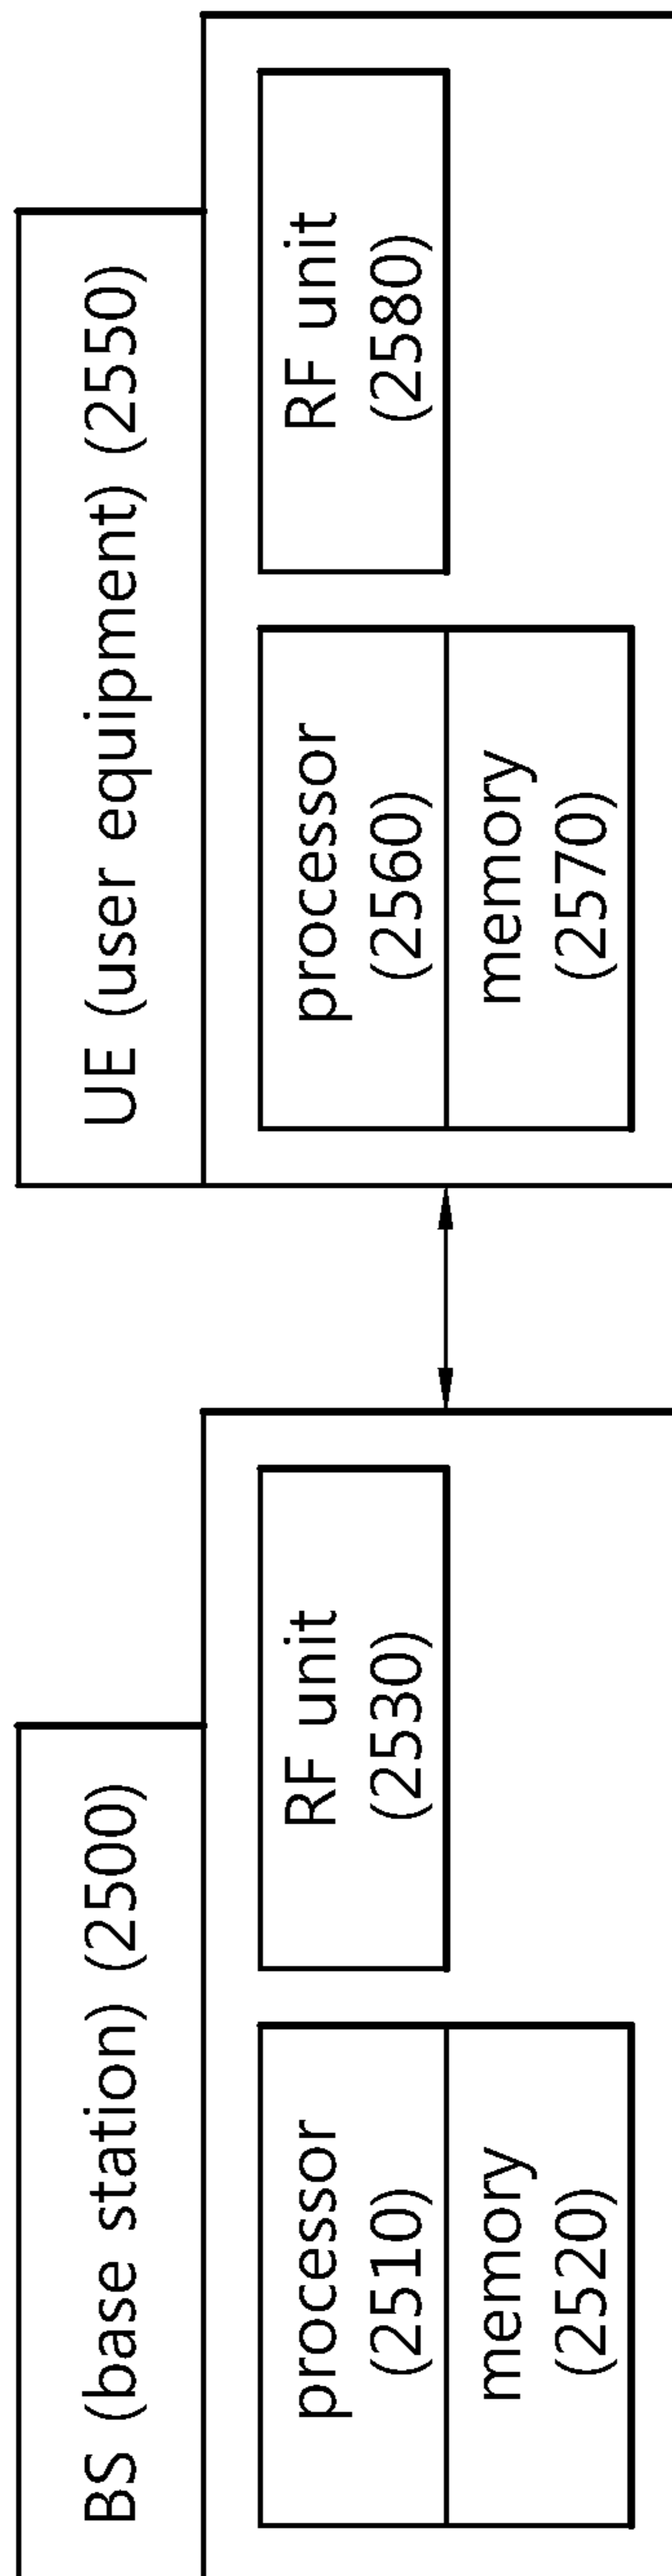 BS (base station) (2500)
processor
(2510)
memory
(2520)
RF unit
(2530)
UE (user equipment) (2550)
processor
(2560)
memory
(2570)
RF unit
(2580)